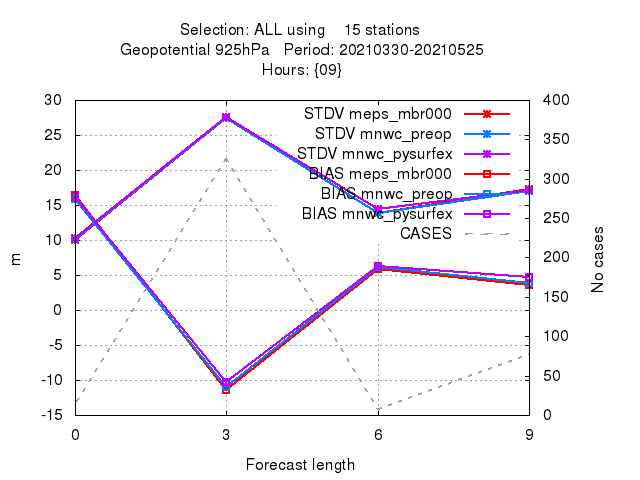 Selection: ALL using 15 stations
Geopotential 925hPa Period: 20210330-20210525
Hours: {09}
30 400
STDV meps_mbr000
25 350
STDV mnwc_preop
STDV mnwc_pysurfex
20 300
BIAS meps_mbr000
15 250
BIAS mnwc_preop
BIAS mnwc_pysurfex
10 200
CASES
m
No cases
5 150
0 100
-5
-10 50
-15 0
0 3 6 9
Forecast length